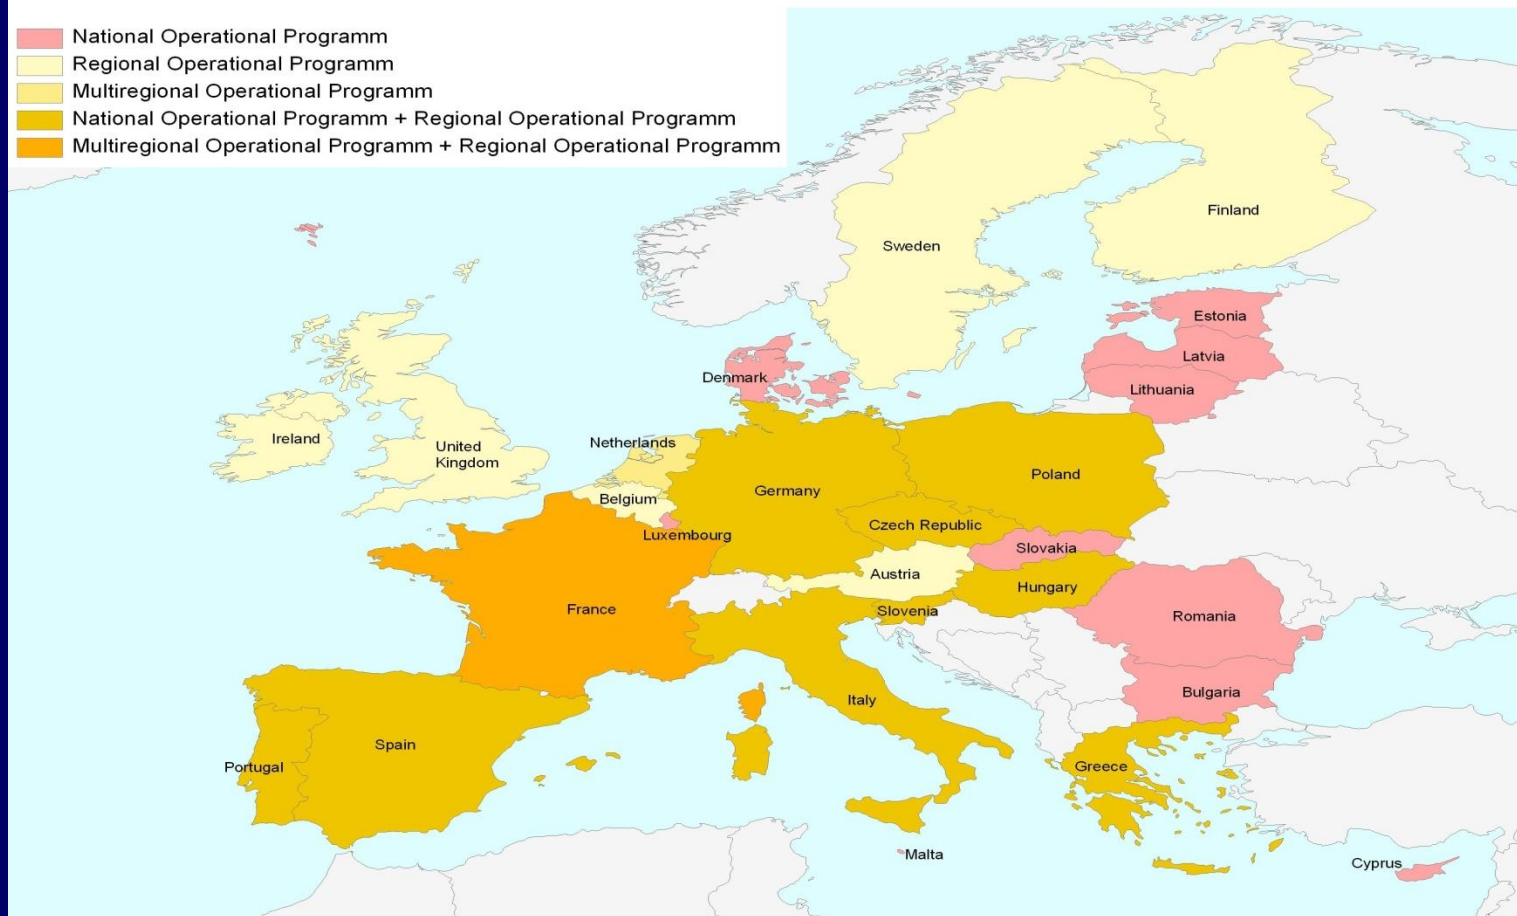 National Operational Programm
Regional Operational Programm
Multiregional Operational Programm
National Operational Programm + Regional Operational Programm
Multiregional Operational Programm + Regional Operational Programm
Finland
Sweden
Estonia
Latvia
Denmark
Lithuania
Ireland
United
Kingdom
Netherlands
Belgium
Germany
Poland
Luxembourg
Czech Republic
Slovakia
Austria
Hungary
France
Slovenia
Romania
Bulgaria
Italy
Spain
Portugal
Greece
Malta
Cyprus